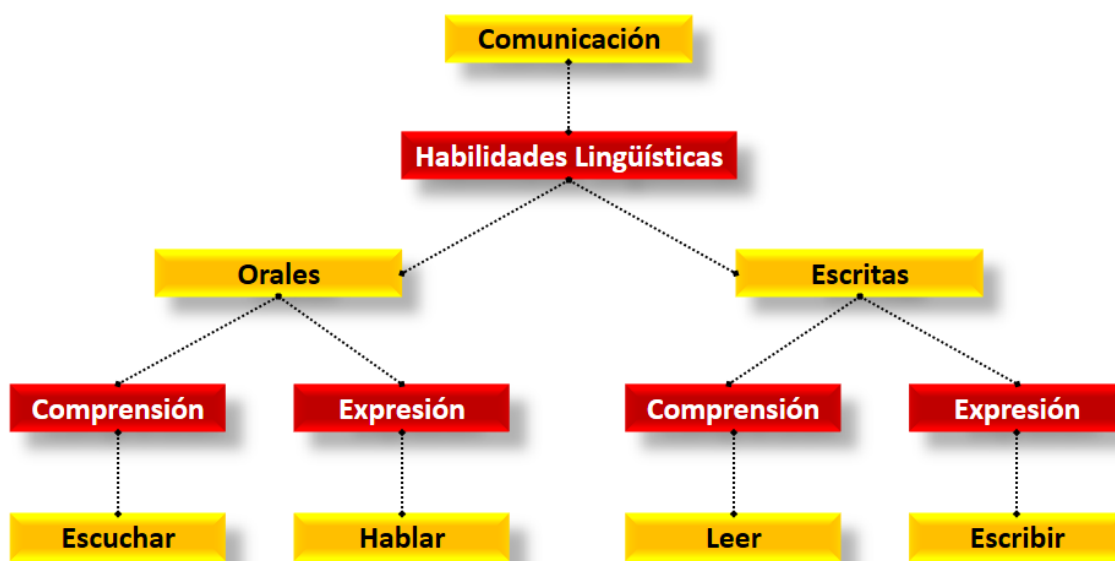 Comunicación
Habilidades Lingüísticas
Orales
Escritas
Comprensión
Expresión
Comprensión
Expresión
Escuchar
Hablar
Leer
Escribir